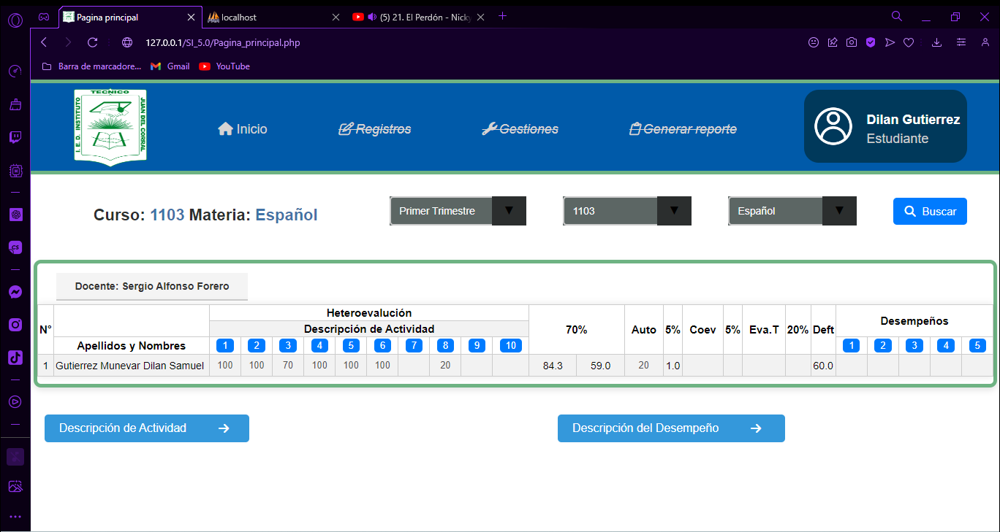 Pagina principal
localhost
(5) 21. El Perdón - Nicky
127.0.0.1/SI_5.0/Pagina_principal.php
Barra de marcadore...
Gmail
YouTube
TECNICO
I. E. D. INSTITUTO
JUAN DEL CORRAL
Inicio
Registros
Gestiones
Generar reporte
Dilan Gutierrez
Estudiante
Curso: 1103 Materia: Español
Primer Trimestre ▼
1103 ▼
Español ▼
Buscar
Docente: Sergio Alfonso Forero
Heteroevalución
Descripción de Actividad
N° Apellidos y Nombres 1 2 3 4 5 6 7 8 9 10 70% Auto 5% Coev 5% Eva.T 20% Deft Desempeños 1 2 3 4 5
1 Gutierrez Munevar Dilan Samuel 100 100 70 100 100 100 20 84.3 59.0 20 1.0 60.0
Descripción de Actividad →
Descripción del Desempeño →